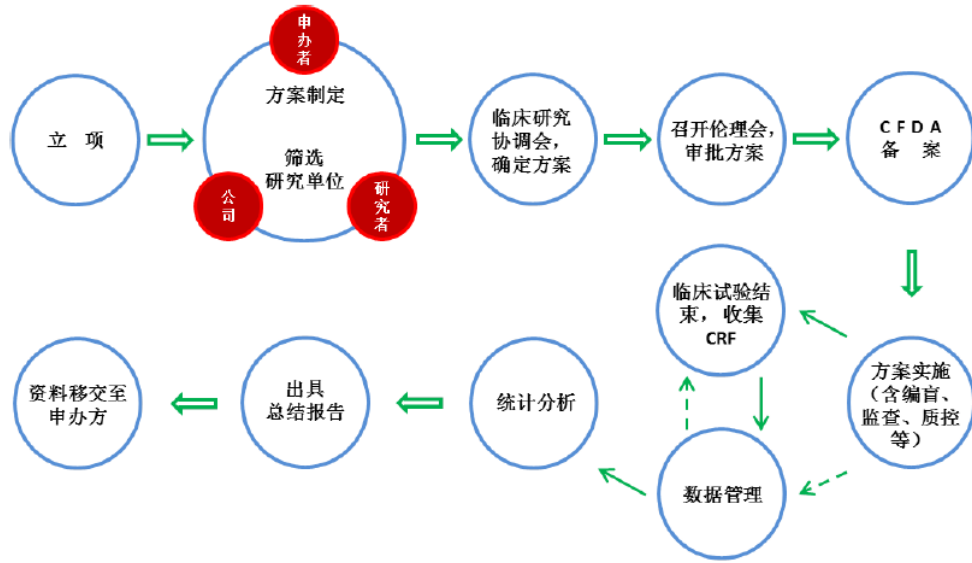 立 项
申
办
者
方案制定
筛选
研究单位
公
司
研
究
者
临床研究
协调会，
确定方案
召开伦理会，
审批方案
C F D A
备 案
方案实施
（含编盲、
监查、质控
等）
临床试验结
束， 收集
CRF
数据管理
统计分析
出具
总结报告
资料移交至
申办方